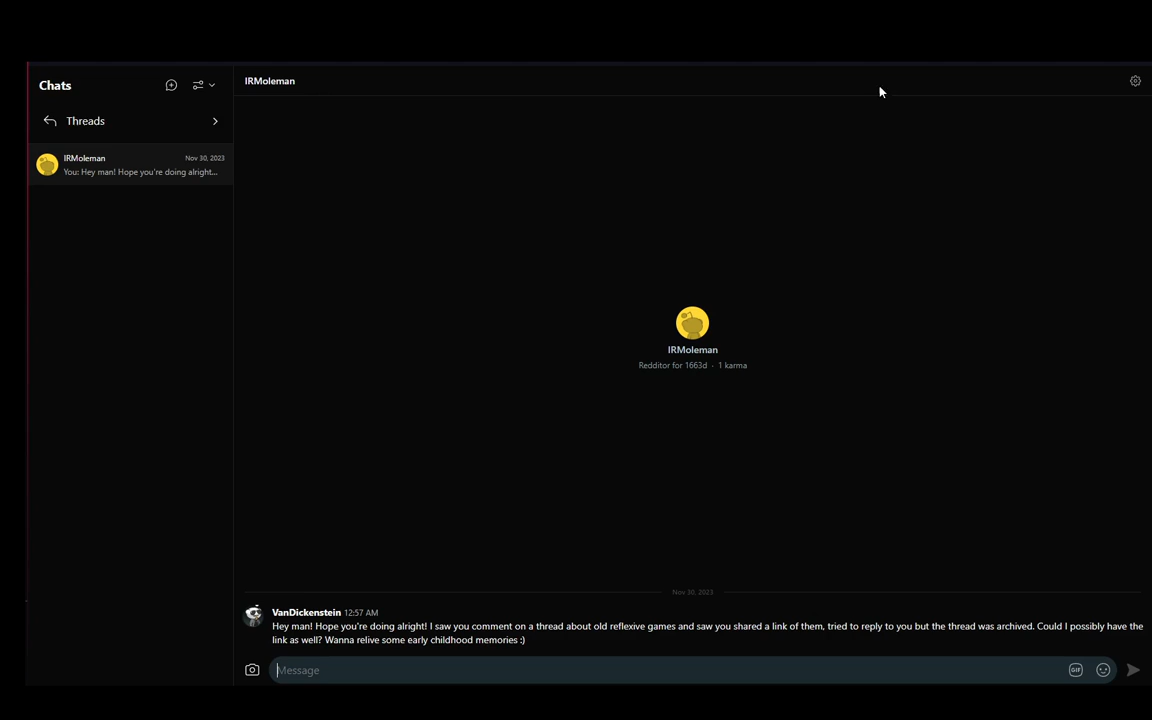 Chats
Threads
IRMoleman
Nov 30, 2023
You: Hey man! Hope you're doing alright...
IRMoleman
IRMoleman
Redditor for 1663d · 1 karma
Nov 30, 2023
VanDickenstein 12:57 AM
Hey man! Hope you're doing alright! I saw you comment on a thread about old reflexive games and saw you shared a link of them, tried to reply to you but the thread was archived. Could I possibly have the
link as well? Wanna relive some early childhood memories :)
Message
GIF